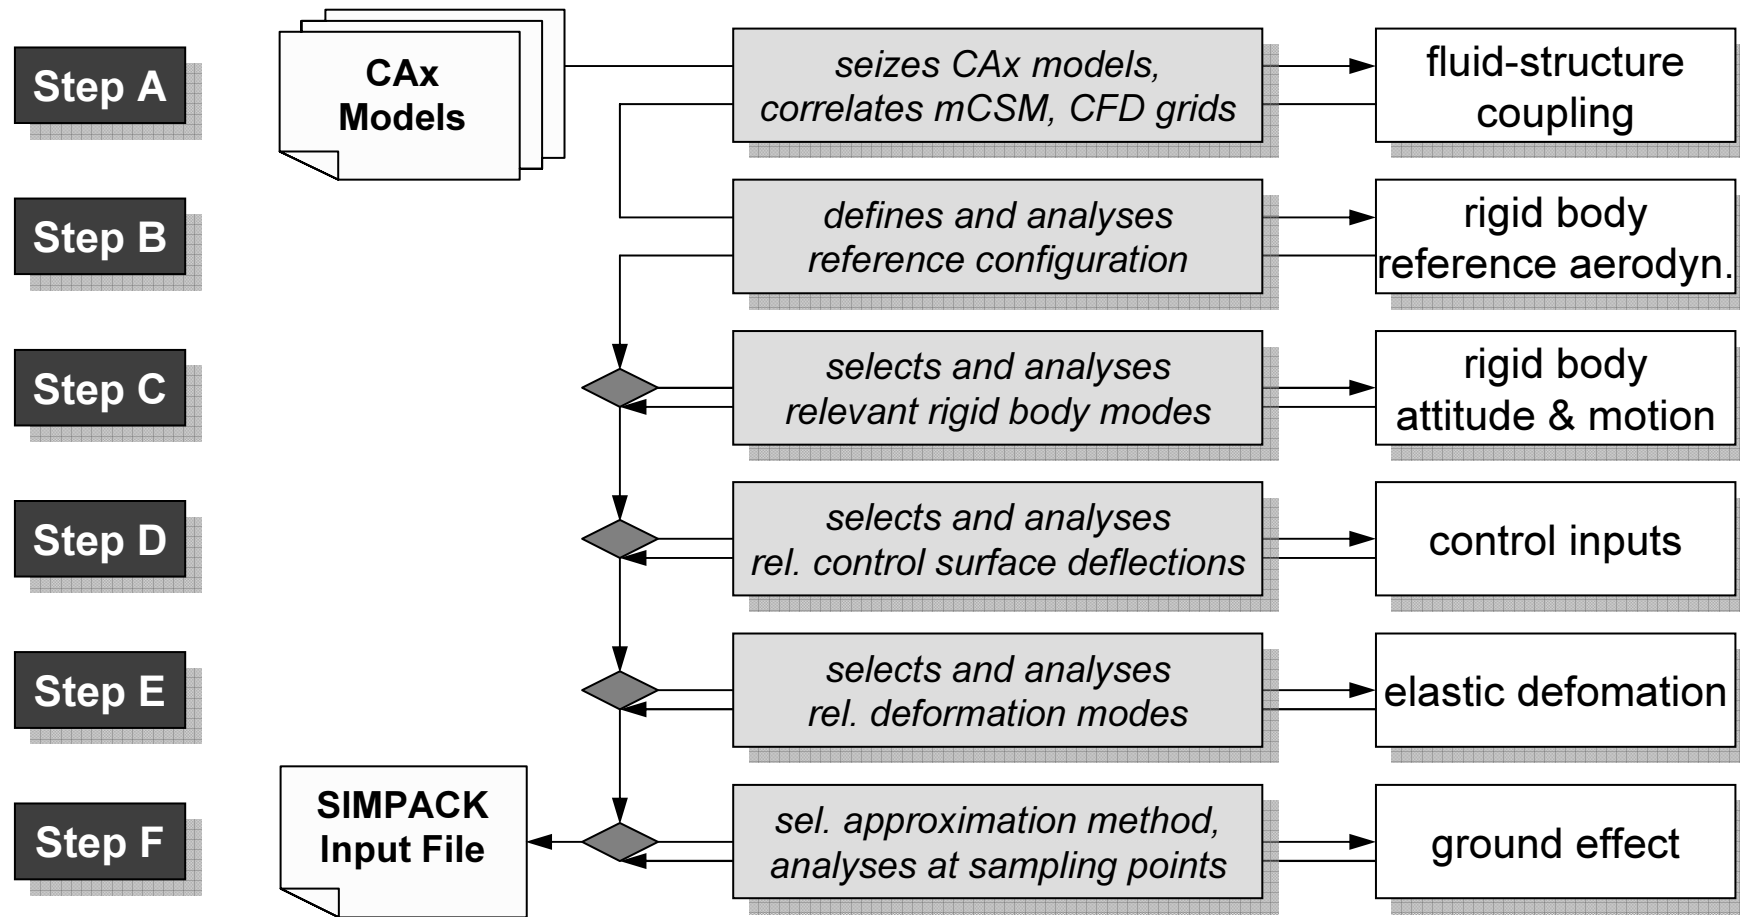 Step A
CAx
Models
seizes CAx models,
correlates mCSM, CFD grids
fluid-structure
coupling
Step B
defines and analyses
reference configuration
rigid body
reference aerodyn.
Step C
selects and analyses
relevant rigid body modes
rigid body
attitude & motion
Step D
selects and analyses
rel. control surface deflections
control inputs
Step E
selects and analyses
rel. deformation modes
elastic defomation
Step F
SIMPACK
Input File
sel. approximation method,
analyses at sampling points
ground effect